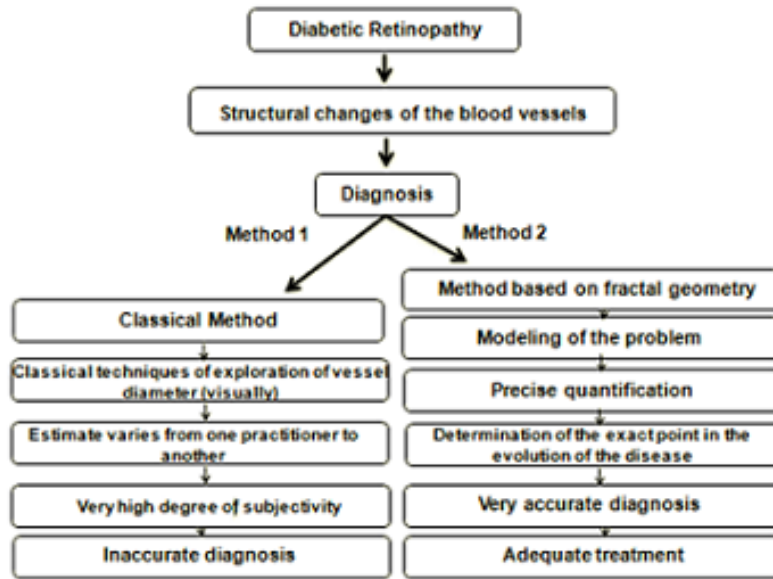 Diabetic Retinopathy
Structural changes of the blood vessels
Diagnosis
Method 1
Method 2
Classical Method
Classical techniques of exploration of vessel
diameter (visually)
Estimate varies from one practitioner to
another
Very high degree of subjectivity
Inaccurate diagnosis
Method based on fractal geometry
Modeling of the problem
Precise quantification
Determination of the exact point in the
evolution of the disease
Very accurate diagnosis
Adequate treatment